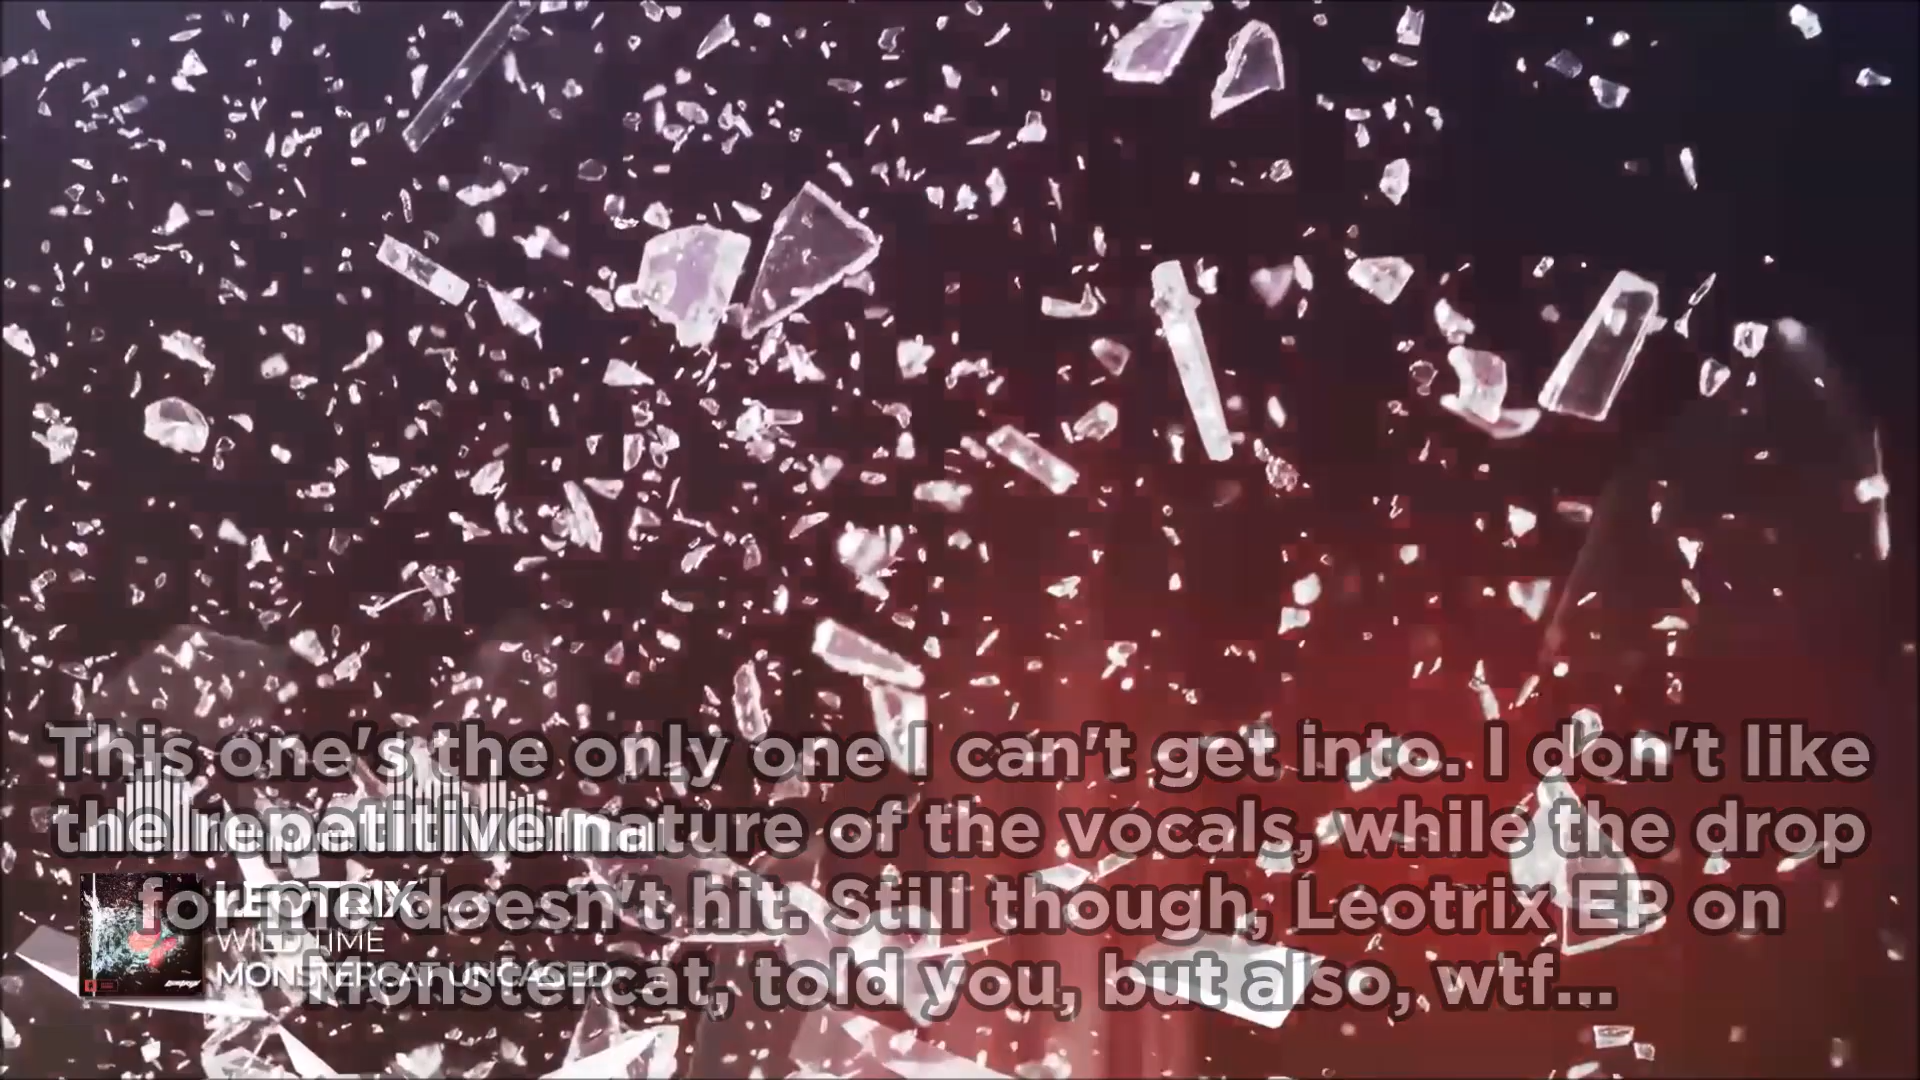 This one's the only one I can't get into. I don't like
the repetitive nature of the vocals, while the drop
for me doesn't hit. Still though, Leotrix EP on
Monstercat, told you, but also, wtf...
LEOTRIX
WILD TIME
MONSTERCAT UNCAGED